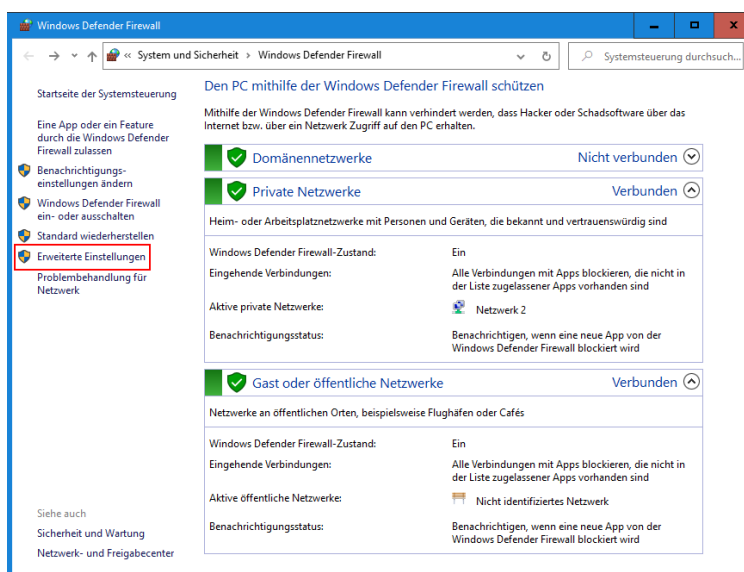 Windows Defender Firewall
« System und Sicherheit › Windows Defender Firewall
Systemsteuerung durchsuch...
Startseite der Systemsteuerung
Eine App oder ein Feature
durch die Windows Defender
Firewall zulassen
Benachrichtigungs-
einstellungen ändern
Windows Defender Firewall
ein- oder ausschalten
Standard wiederherstellen
Erweiterte Einstellungen
Problembehandlung für
Netzwerk
Den PC mithilfe der Windows Defender Firewall schützen
Mithilfe der Windows Defender Firewall kann verhindert werden, dass Hacker oder Schadsoftware über das
Internet bzw. über ein Netzwerk Zugriff auf den PC erhalten.
Domänennetzwerke Nicht verbunden
Private Netzwerke Verbunden
Heim- oder Arbeitsplatznetzwerke mit Personen und Geräten, die bekannt und vertrauenswürdig sind
Windows Defender Firewall-Zustand: Ein
Eingehende Verbindungen: Alle Verbindungen mit Apps blockieren, die nicht in
der Liste zugelassener Apps vorhanden sind
Aktive private Netzwerke: Netzwerk 2
Benachrichtigungsstatus: Benachrichtigen, wenn eine neue App von der
Windows Defender Firewall blockiert wird
Gast oder öffentliche Netzwerke Verbunden
Netzwerke an öffentlichen Orten, beispielsweise Flughäfen oder Cafés
Windows Defender Firewall-Zustand: Ein
Eingehende Verbindungen: Alle Verbindungen mit Apps blockieren, die nicht in
der Liste zugelassener Apps vorhanden sind
Aktive öffentliche Netzwerke: Nicht identifiziertes Netzwerk
Benachrichtigungsstatus: Benachrichtigen, wenn eine neue App von der
Windows Defender Firewall blockiert wird
Siehe auch
Sicherheit und Wartung
Netzwerk- und Freigabecenter